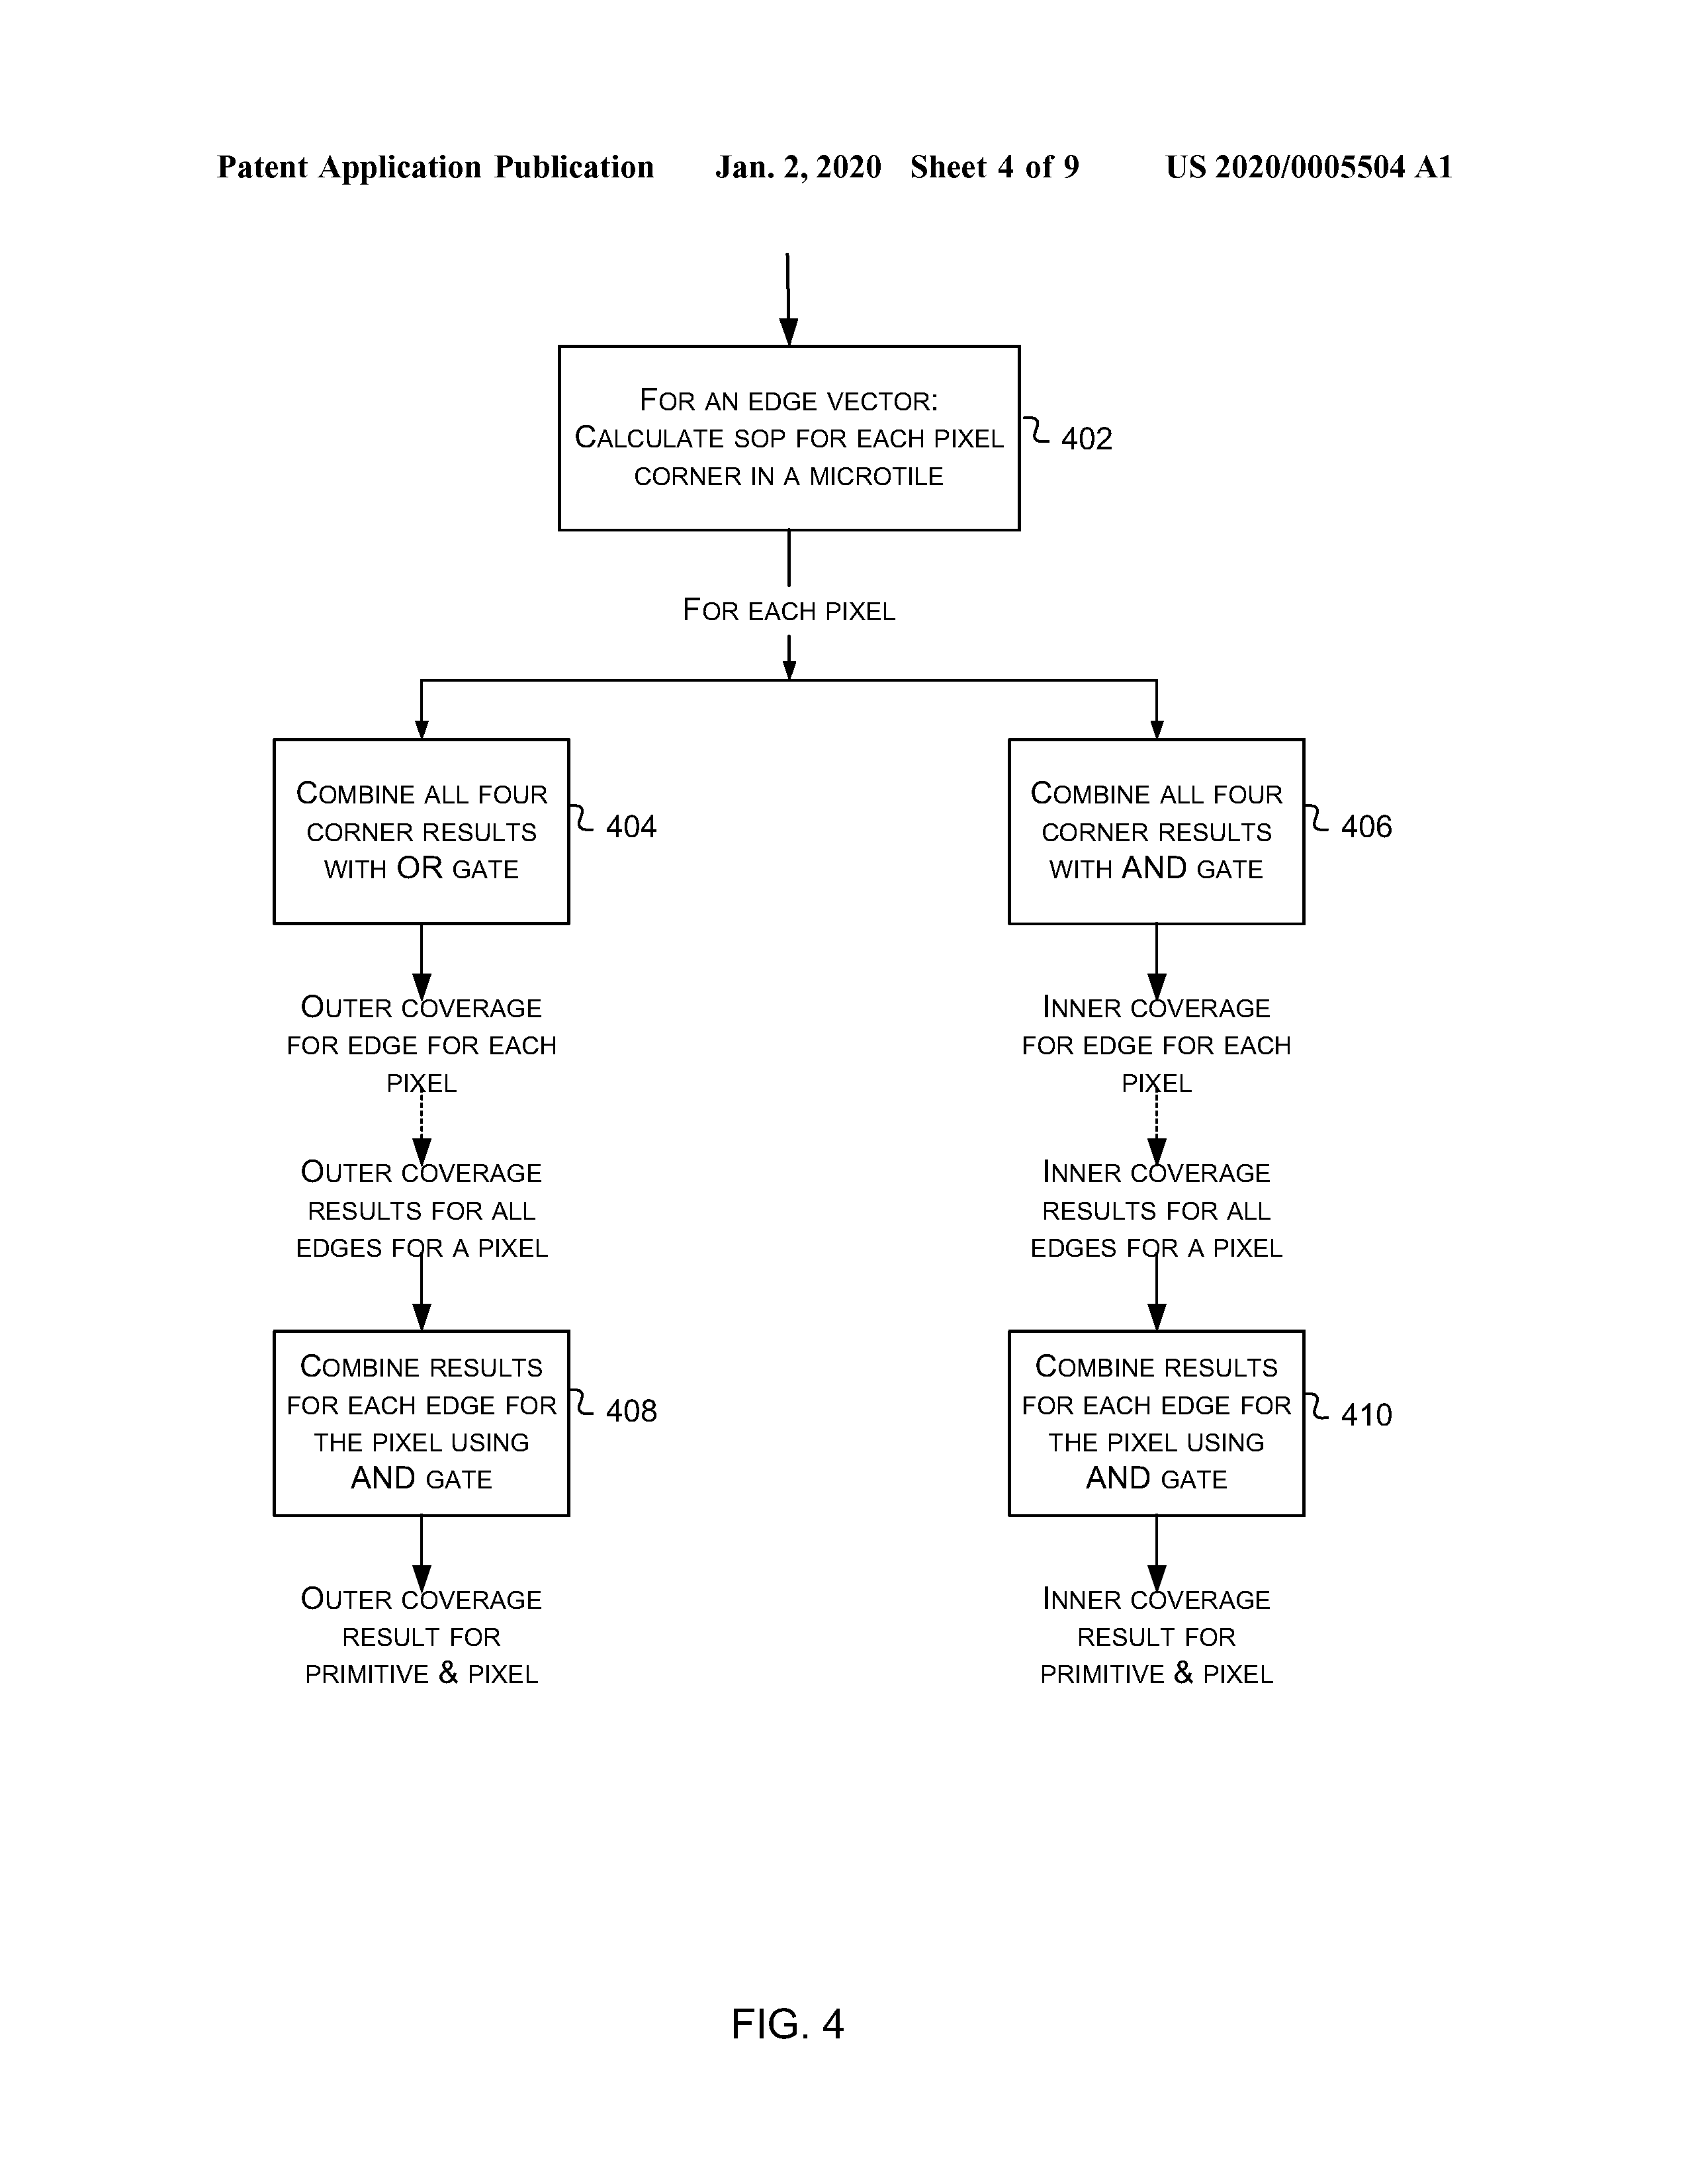 Patent Application Publication Jan. 2, 2020 Sheet 4 of 9 US 2020/0005504 A1
FOR AN EDGE VECTOR:
CALCULATE SOP FOR EACH PIXEL
CORNER IN A MICROTILE
402
FOR EACH PIXEL
COMBINE ALL FOUR
CORNER RESULTS
WITH OR GATE
404
COMBINE ALL FOUR
CORNER RESULTS
WITH AND GATE
406
OUTER COVERAGE
FOR EDGE FOR EACH
PIXEL
INNER COVERAGE
FOR EDGE FOR EACH
PIXEL
OUTER COVERAGE
RESULTS FOR ALL
EDGES FOR A PIXEL
INNER COVERAGE
RESULTS FOR ALL
EDGES FOR A PIXEL
COMBINE RESULTS
FOR EACH EDGE FOR
THE PIXEL USING
AND GATE
408
COMBINE RESULTS
FOR EACH EDGE FOR
THE PIXEL USING
AND GATE
410
OUTER COVERAGE
RESULT FOR
PRIMITIVE & PIXEL
INNER COVERAGE
RESULT FOR
PRIMITIVE & PIXEL
FIG. 4